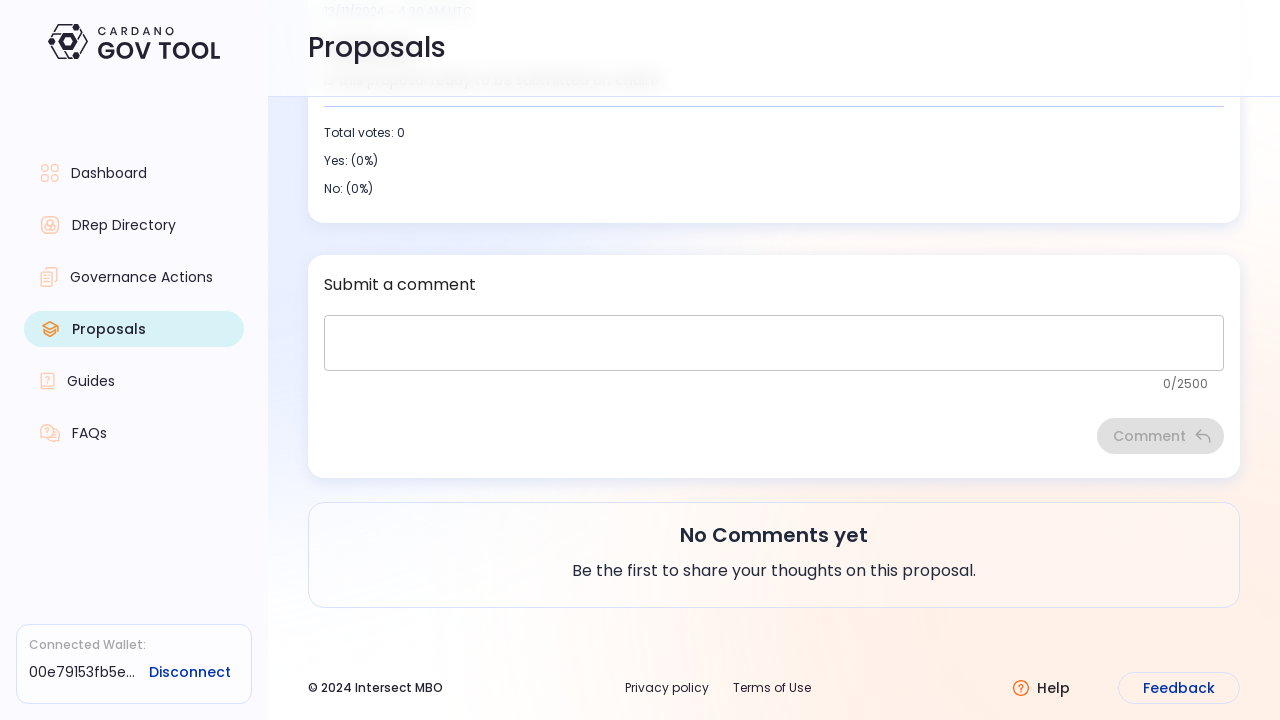 CARDANO
GOV TOOL
Dashboard
DRep Directory
Governance Actions
Proposals
Guides
FAQs
Connected Wallet:
00e79153fb5e...
Disconnect
Proposals
Total votes: 0
Yes: (0%)
No: (0%)
Submit a comment
0/2500
Comment
No Comments yet
Be the first to share your thoughts on this proposal.
© 2024 Intersect MBO
Privacy policy
Terms of Use
Help
Feedback